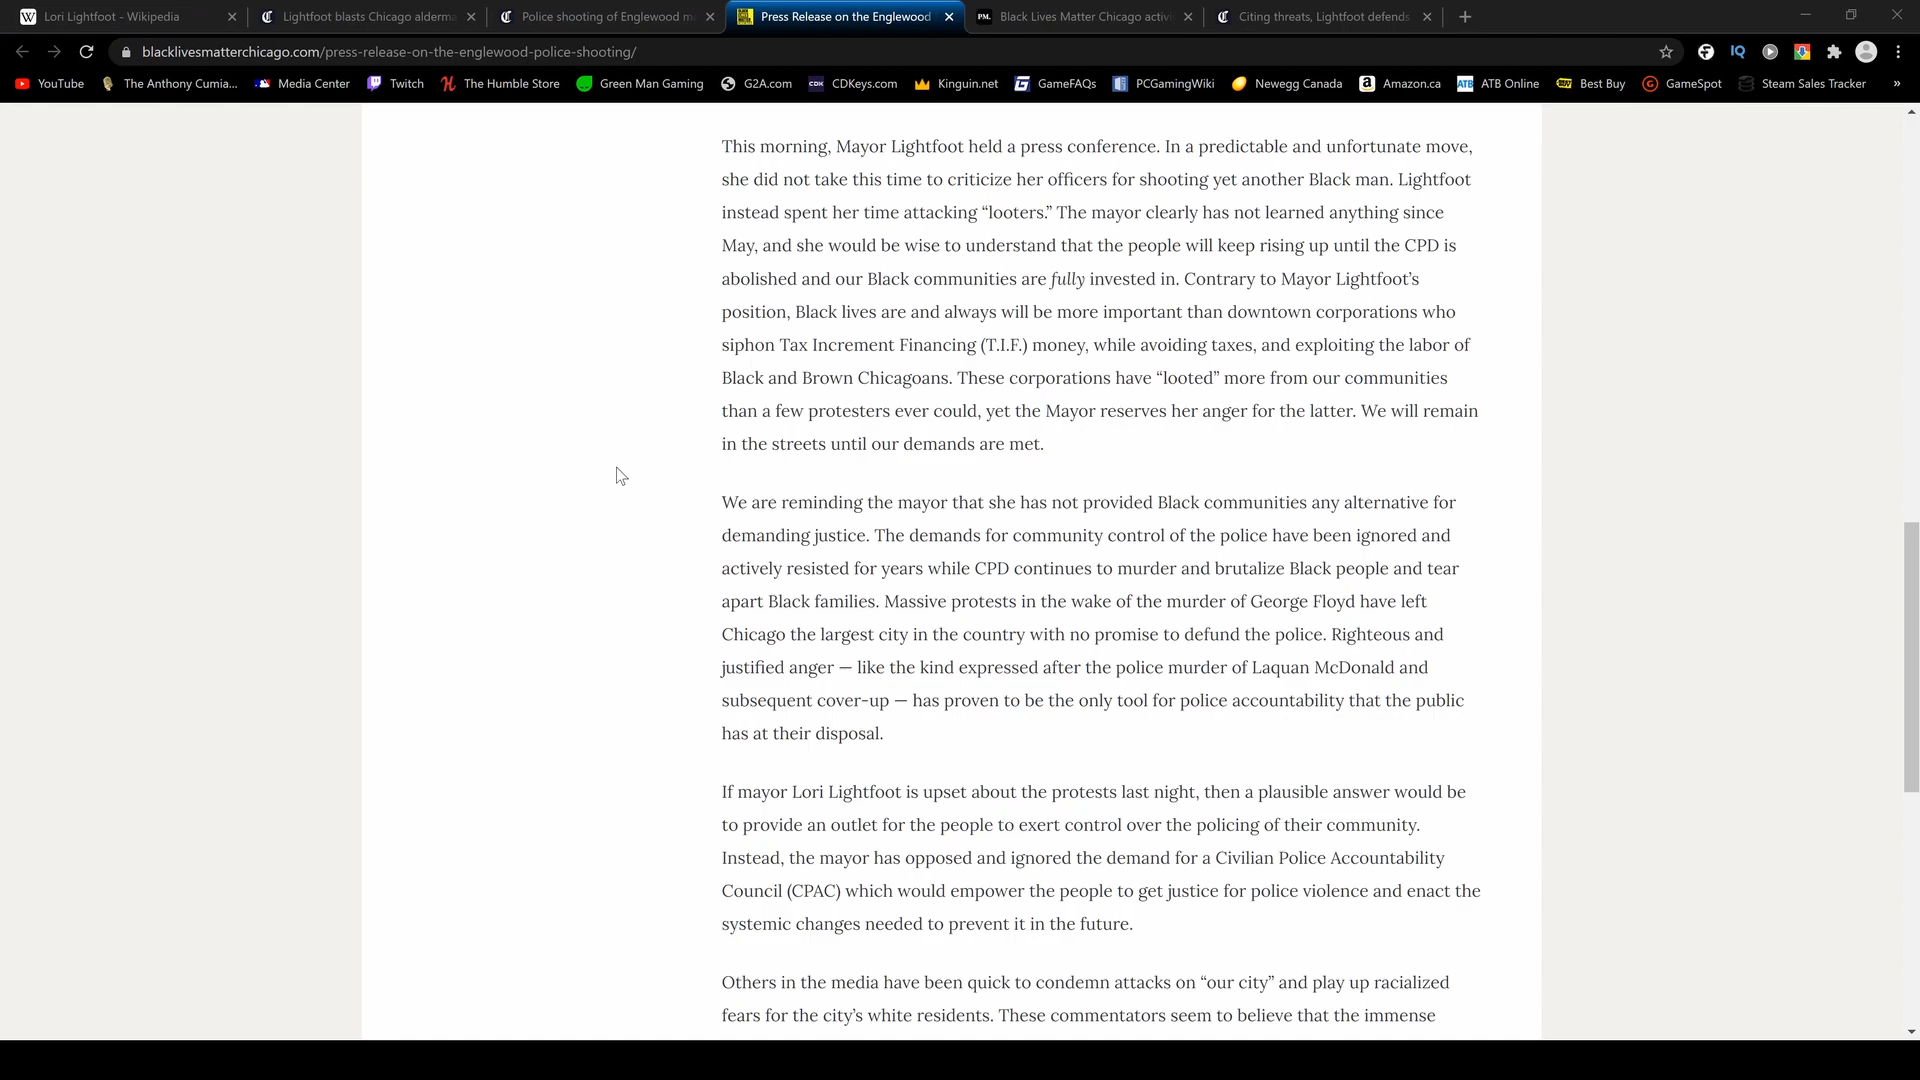 Lori Lightfoot - Wikipedia
Lightfoot blasts Chicago alderma
Police shooting of Englewood m
Press Release on the Englewood
PM.
Black Lives Matter Chicago activi
Citing threats, Lightfoot defends
blacklivesmatterchicago.com/press-release-on-the-englewood-police-shooting/
YouTube
The Anthony Cumia...
Media Center
Twitch
The Humble Store
Green Man Gaming
G2A.com
CDKeys.com
Kinguin.net
GameFAQs
PCGamingWiki
Newegg Canada
Amazon.ca
ATB Online
Best Buy
GameSpot
Steam Sales Tracker
This morning, Mayor Lightfoot held a press conference. In a predictable and unfortunate move,
she did not take this time to criticize her officers for shooting yet another Black man. Lightfoot
instead spent her time attacking “looters.” The mayor clearly has not learned anything since
May, and she would be wise to understand that the people will keep rising up until the CPD is
abolished and our Black communities are fully invested in. Contrary to Mayor Lightfoot’s
position, Black lives are and always will be more important than downtown corporations who
siphon Tax Increment Financing (T.I.F.) money, while avoiding taxes, and exploiting the labor of
Black and Brown Chicagoans. These corporations have “looted” more from our communities
than a few protesters ever could, yet the Mayor reserves her anger for the latter. We will remain
in the streets until our demands are met.
We are reminding the mayor that she has not provided Black communities any alternative for
demanding justice. The demands for community control of the police have been ignored and
actively resisted for years while CPD continues to murder and brutalize Black people and tear
apart Black families. Massive protests in the wake of the murder of George Floyd have left
Chicago the largest city in the country with no promise to defund the police. Righteous and
justified anger — like the kind expressed after the police murder of Laquan McDonald and
subsequent cover-up — has proven to be the only tool for police accountability that the public
has at their disposal.
If mayor Lori Lightfoot is upset about the protests last night, then a plausible answer would be
to provide an outlet for the people to exert control over the policing of their community.
Instead, the mayor has opposed and ignored the demand for a Civilian Police Accountability
Council (CPAC) which would empower the people to get justice for police violence and enact the
systemic changes needed to prevent it in the future.
Others in the media have been quick to condemn attacks on “our city” and play up racialized
fears for the city’s white residents. These commentators seem to believe that the immense